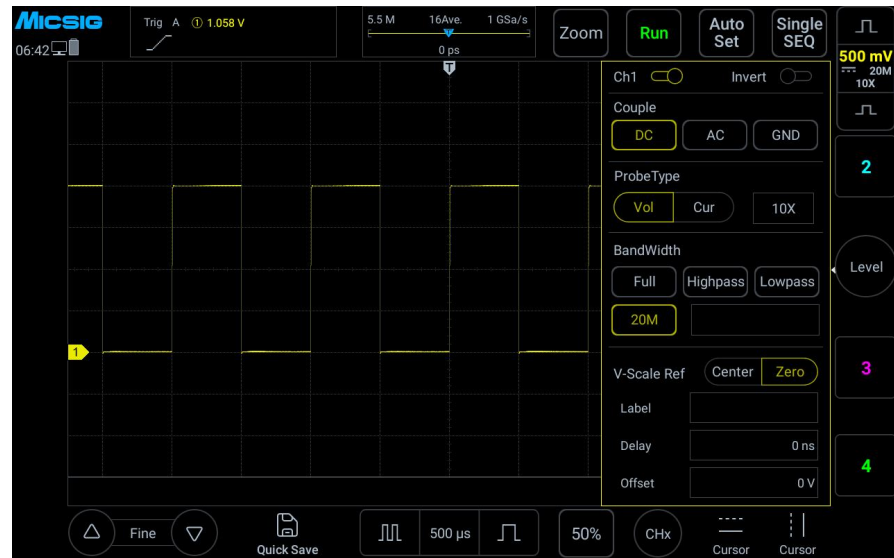 Micsig
06:42
Trig A ① 1.058 V
5.5 M 16Ave. 1 GSa/s
0 ps
T
Zoom
Run
Auto
Set
Single
SEQ
500 mV
20M
10X
Ch1 Invert
Couple
DC AC GND
ProbeType
Vol Cur 10X
BandWidth
Full Highpass Lowpass
20M
V-Scale Ref Center Zero
Label
Delay 0 ns
Offset 0 V
1
2
Level
3
4
Fine
Quick Save
500 µs
50%
CHx
Cursor
Cursor